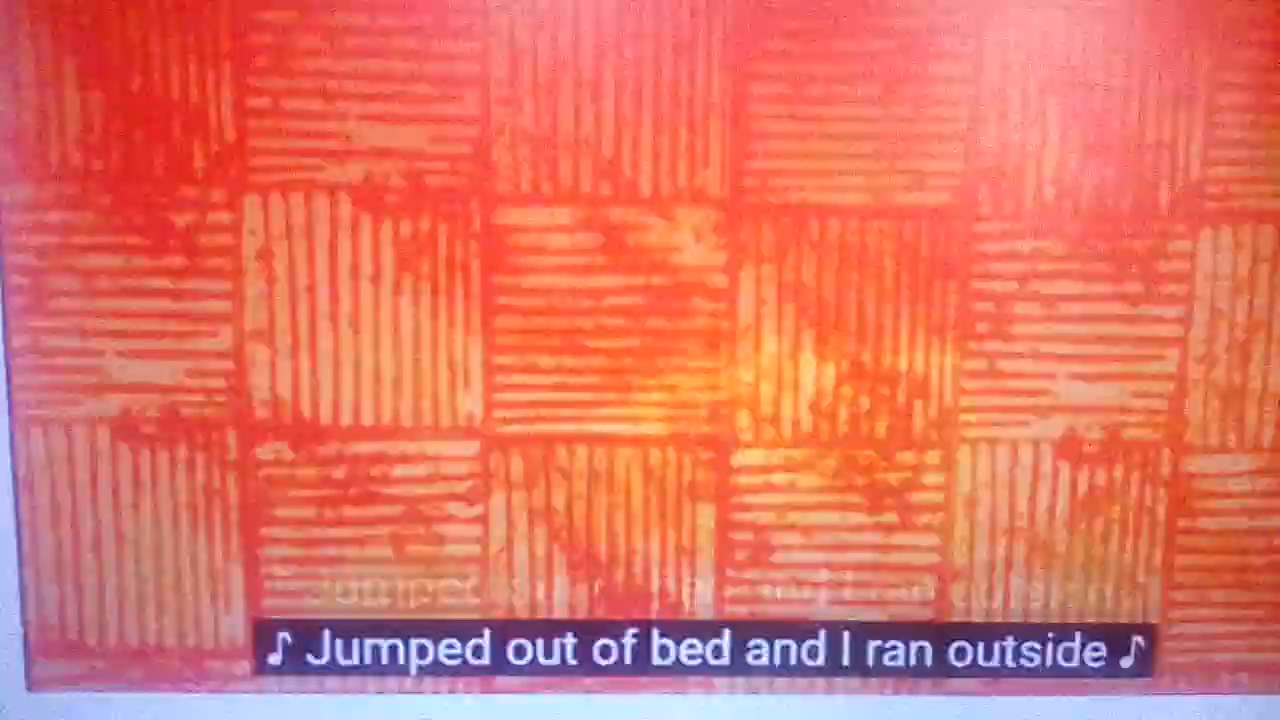 ♪ Jumped out of bed and I ran outside ♪